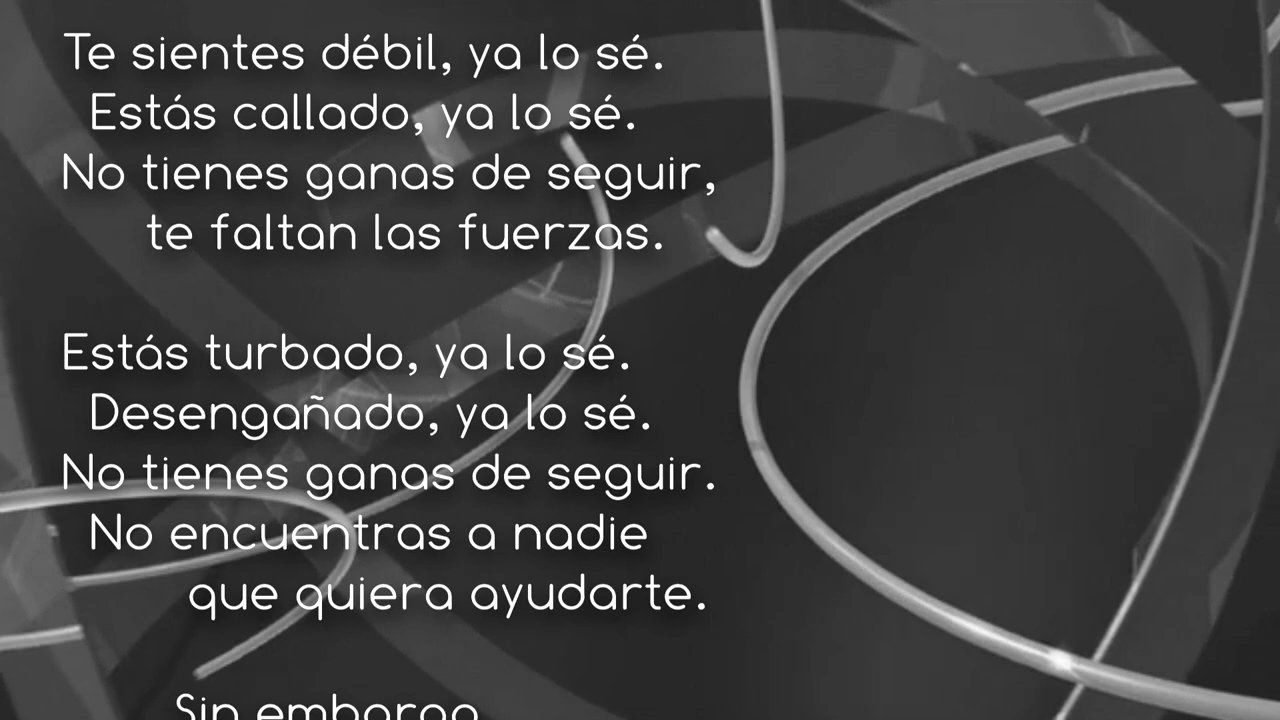 Te sientes débil, ya lo sé.
Estás callado, ya lo sé.
No tienes ganas de seguir,
te faltan las fuerzas.
Estás turbado, ya lo sé.
Desengañado, ya lo sé.
No tienes ganas de seguir.
No encuentras a nadie
que quiera ayudarte.
Sin embargo